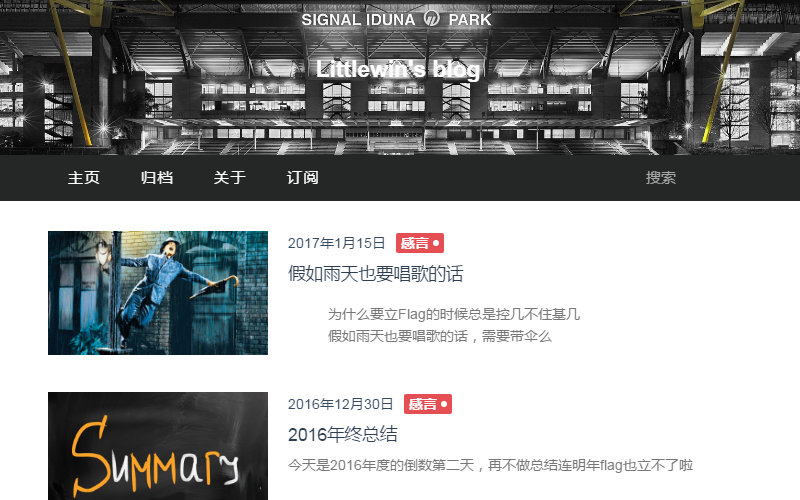 SIGNAL IDUNA PARK
Littlewin's blog
主页 归档 关于 订阅 搜索
2017年1月15日 感言
假如雨天也要唱歌的话
为什么要立Flag的时候总是控几不住基几
假如雨天也要唱歌的话，需要带伞么
2016年12月30日 感言
2016年终总结
今天是2016年度的倒数第二天，再不做总结连明年flag也立不了啦
Summary